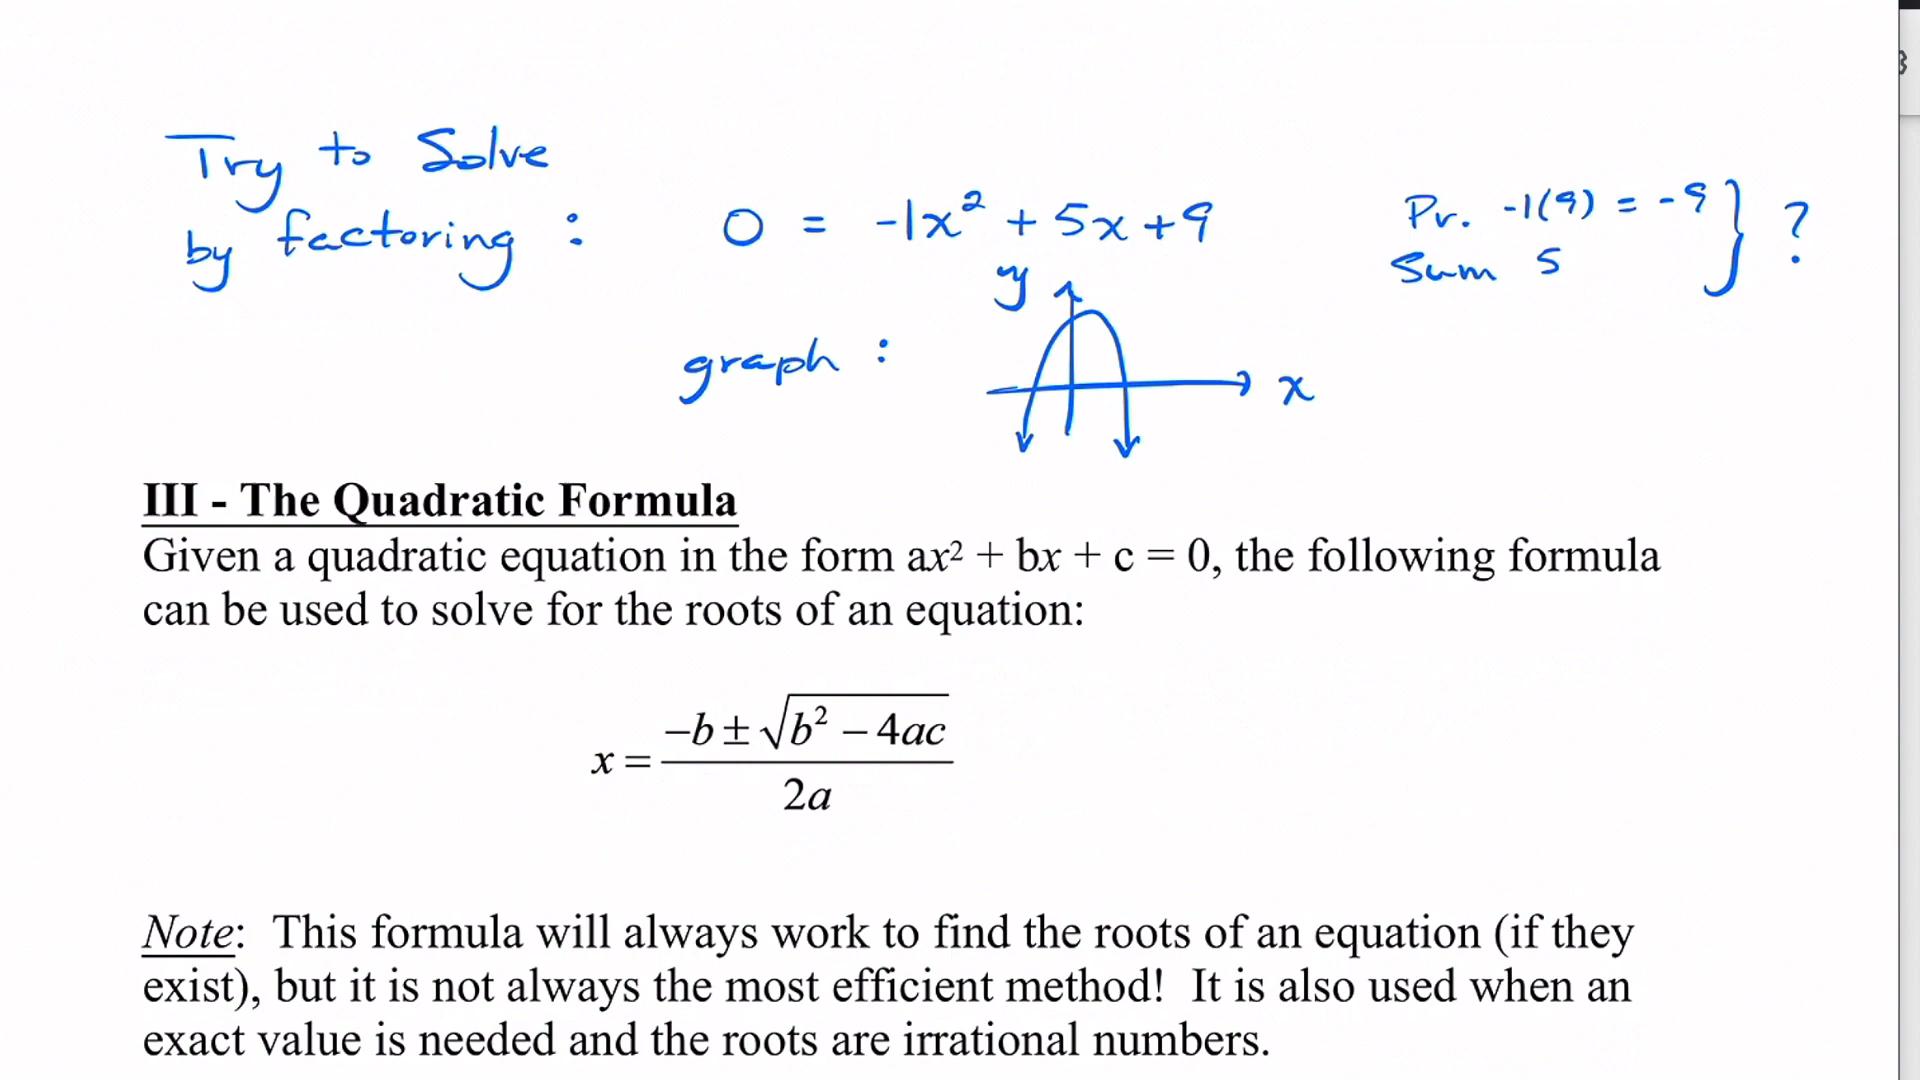 Try to Solve
by factoring : 0 = -1x² + 5x + 9 Pr. -1(9) = -9 } ?
Sum 5
y
graph : x
III - The Quadratic Formula
Given a quadratic equation in the form ax² + bx + c = 0, the following formula
can be used to solve for the roots of an equation:
x = (-b ± √(b² – 4ac)) / 2a
Note: This formula will always work to find the roots of an equation (if they
exist), but it is not always the most efficient method! It is also used when an
exact value is needed and the roots are irrational numbers.